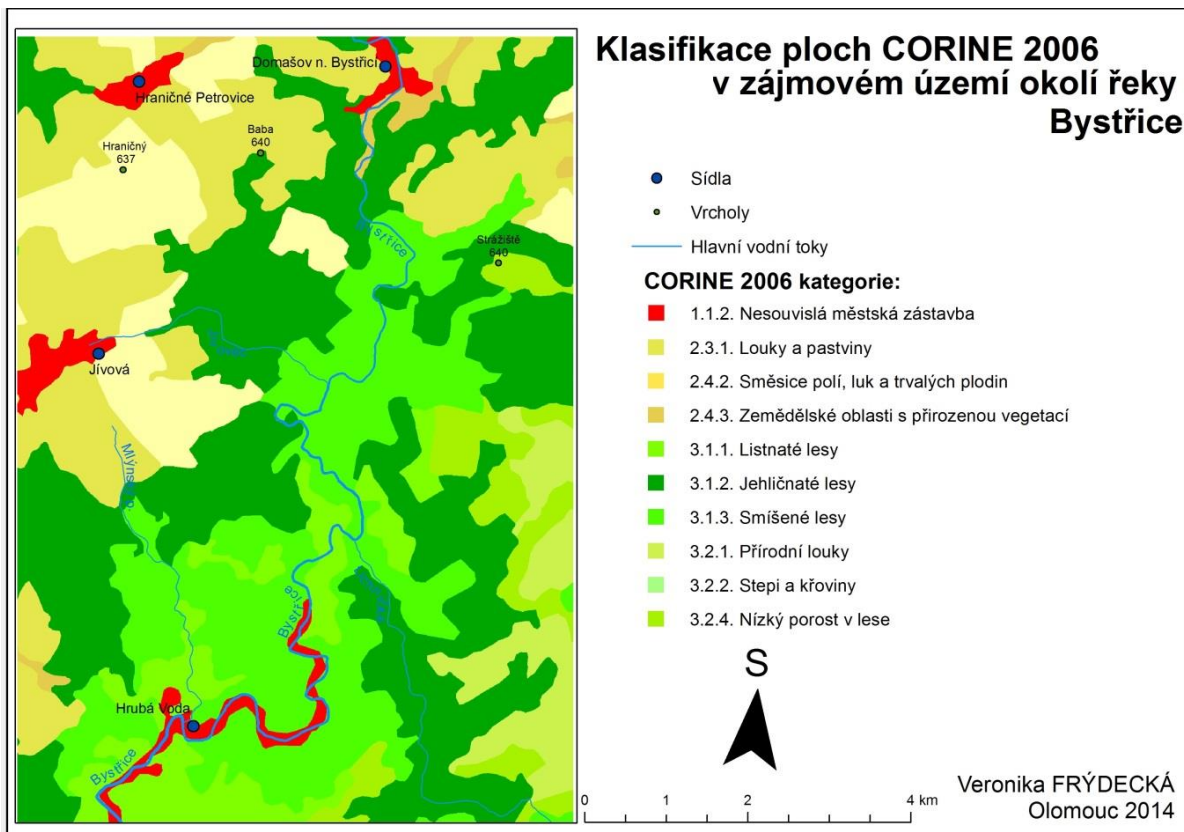 Klasifikace ploch CORINE 2006
v zájmovém území okolí řeky
Bystřice
Sídla
Vrcholy
Hlavní vodní toky
CORINE 2006 kategorie:
1.1.2. Nesouvislá městská zástavba
2.3.1. Louky a pastviny
2.4.2. Směsice polí, luk a trvalých plodin
2.4.3. Zemědělské oblasti s přirozenou vegetací
3.1.1. Listnaté lesy
3.1.2. Jehličnaté lesy
3.1.3. Smíšené lesy
3.2.1. Přírodní louky
3.2.2. Stepi a křoviny
3.2.4. Nízký porost v lese
S
0 1 2 4 km
Veronika FRÝDECKÁ
Olomouc 2014
Domašov n. Bystřicí
Hraničné Petrovice
Baba
640
Hraničný
637
Bystřice
Strážiště
640
Jívová
Bystřice
Hrubá Voda
Bystřice